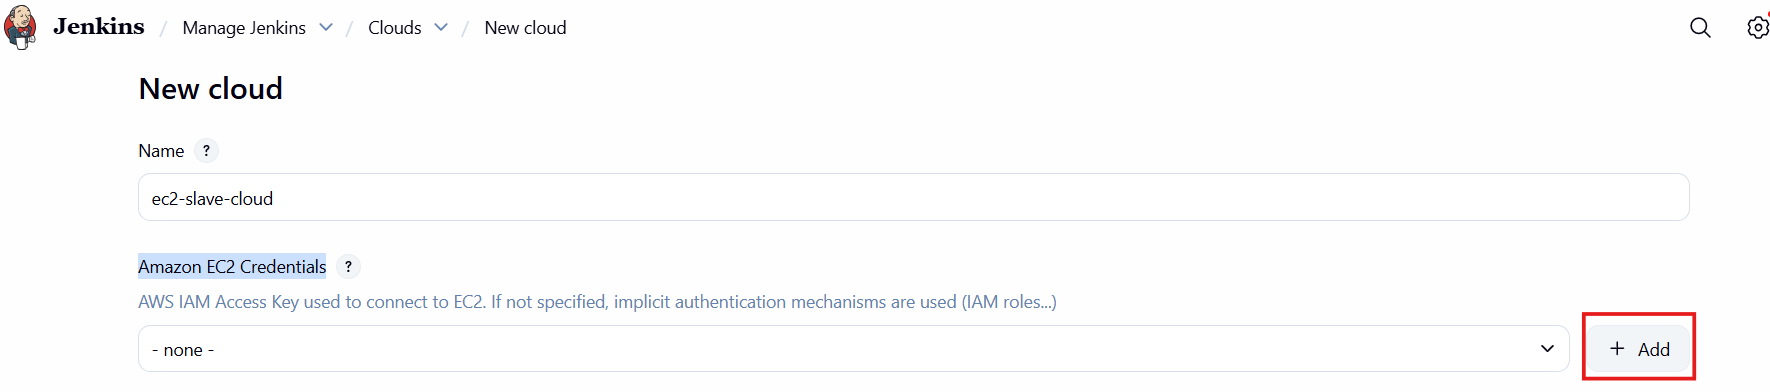 Jenkins / Manage Jenkins / Clouds / New cloud
New cloud
Name ?
ec2-slave-cloud
Amazon EC2 Credentials ?
AWS IAM Access Key used to connect to EC2. If not specified, implicit authentication mechanisms are used (IAM roles...)
- none -
+ Add